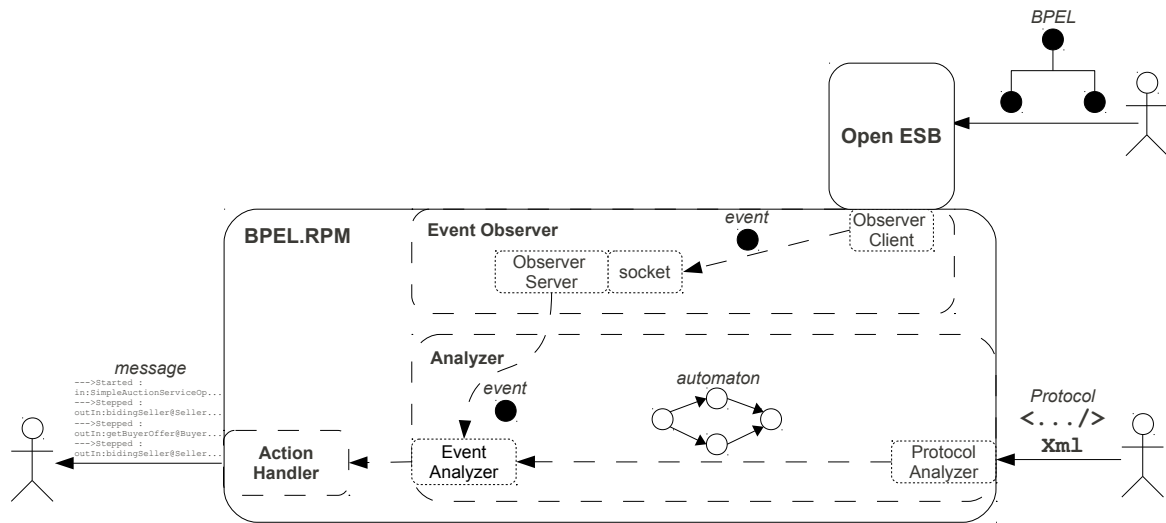 BPEL
Open ESB
BPEL.RPM
Event Observer
event
Observer
Client
Observer
Server
socket
Analyzer
event
automaton
message
--->Started :
in:SimpleAuctionServiceOp...
--->Stepped :
outIn:bidingSeller@Seller...
--->Stepped :
outIn:getBuyerOffer@Buyer...
--->Stepped :
outIn:bidingSeller@Seller...
Action
Handler
Event
Analyzer
Protocol
Analyzer
Protocol
<.../>
Xml